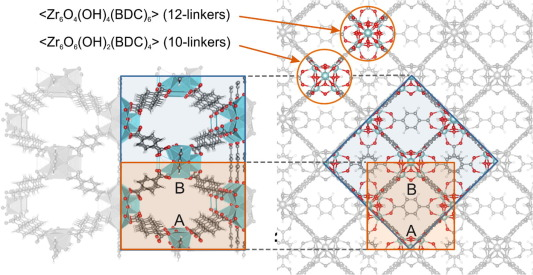 <Zr₆O₄(OH)₄(BDC)₆> (12-linkers)
<Zr₆O₆(OH)₂(BDC)₄> (10-linkers)
B
A
B
A